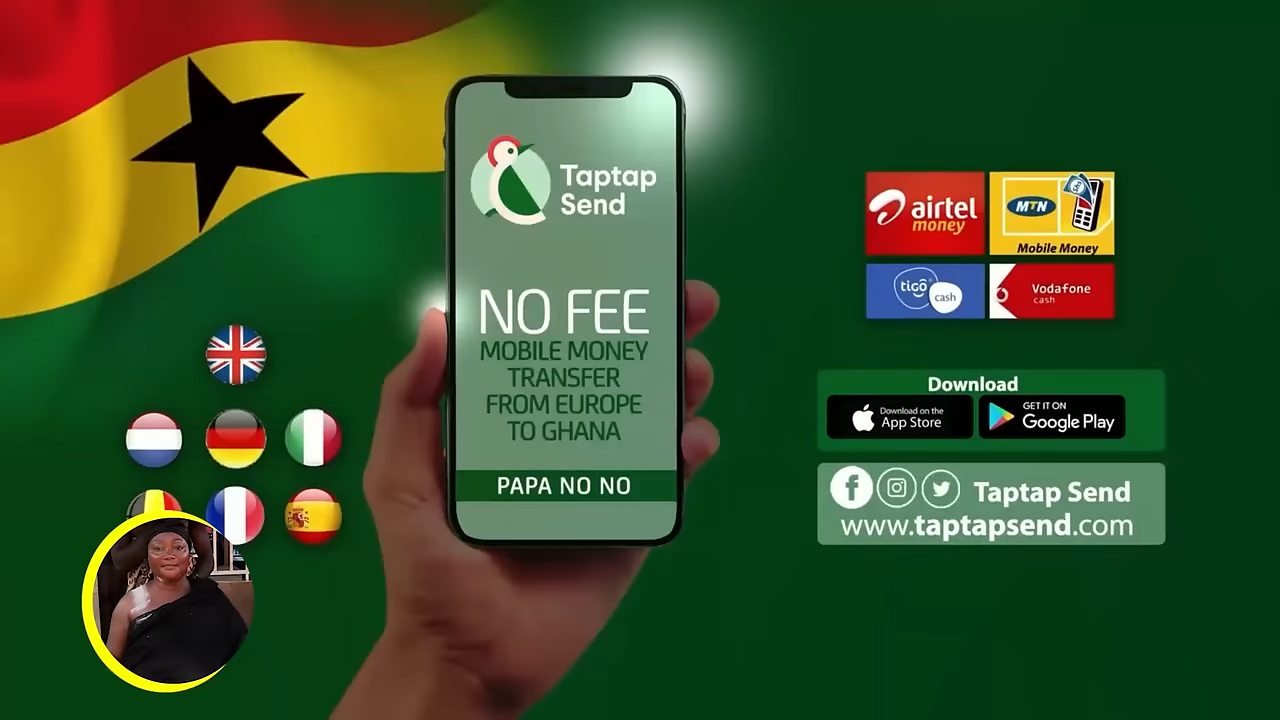 Taptap
Send
NO FEE
MOBILE MONEY
TRANSFER
FROM EUROPE
TO GHANA
PAPA NO NO
airtel
money
MTN
Mobile Money
tigo
cash
Vodafone
cash
Download
Download on the
App Store
GET IT ON
Google Play
Taptap Send
www.taptapsend.com